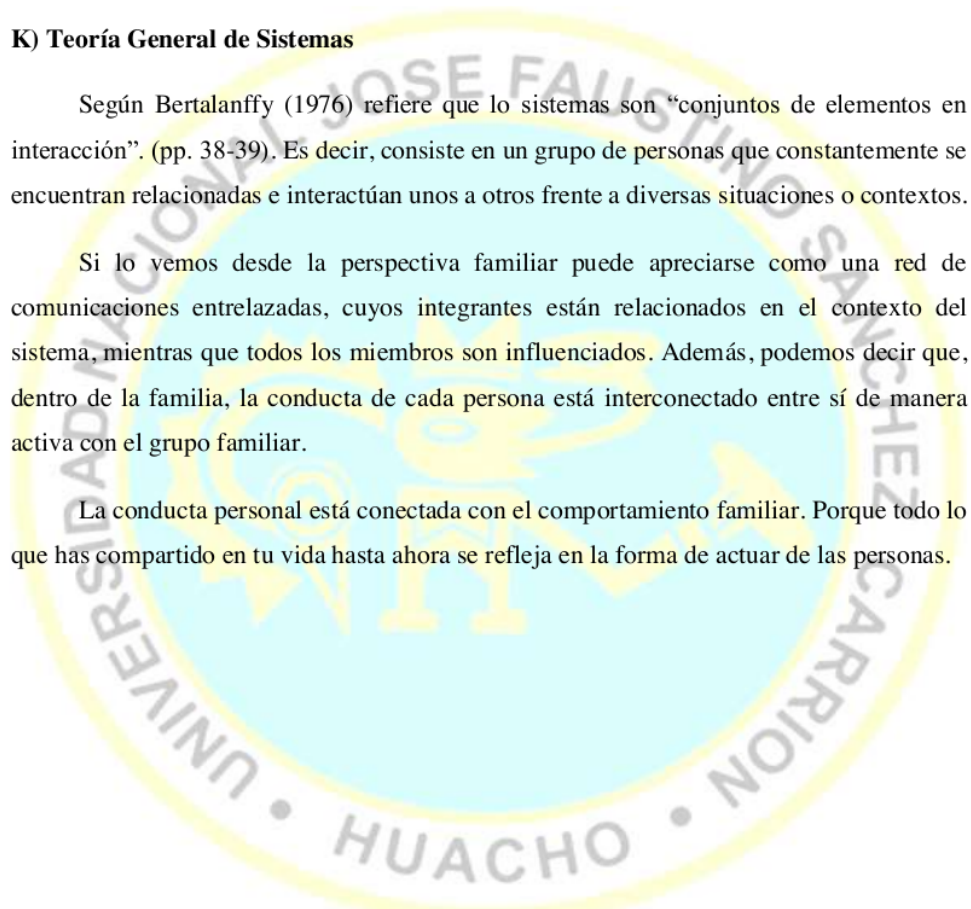 K) Teoría General de Sistemas
Según Bertalanffy (1976) refiere que lo sistemas son “conjuntos de elementos en
interacción”. (pp. 38-39). Es decir, consiste en un grupo de personas que constantemente se
encuentran relacionadas e interactúan unos a otros frente a diversas situaciones o contextos.
Si lo vemos desde la perspectiva familiar puede apreciarse como una red de
comunicaciones entrelazadas, cuyos integrantes están relacionados en el contexto del
sistema, mientras que todos los miembros son influenciados. Además, podemos decir que,
dentro de la familia, la conducta de cada persona está interconectado entre sí de manera
activa con el grupo familiar.
La conducta personal está conectada con el comportamiento familiar. Porque todo lo
que has compartido en tu vida hasta ahora se refleja en la forma de actuar de las personas.
UNIVERSIDAD NACIONAL JOSE FAUSTINO SANCHEZ CARRION • HUACHO •